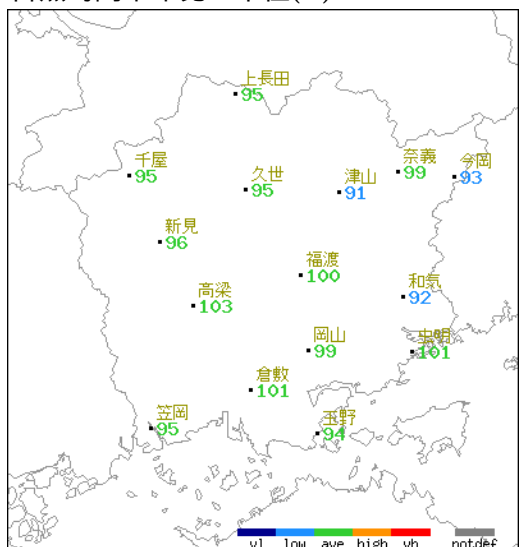 上長田
95
千屋
95
久世
95
津山
91
奈義
99
今岡
93
新見
96
福渡
100
高梁
103
和気
92
岡山
99
虫明
101
倉敷
101
笠岡
95
玉野
94
vl low ave high vh notdef